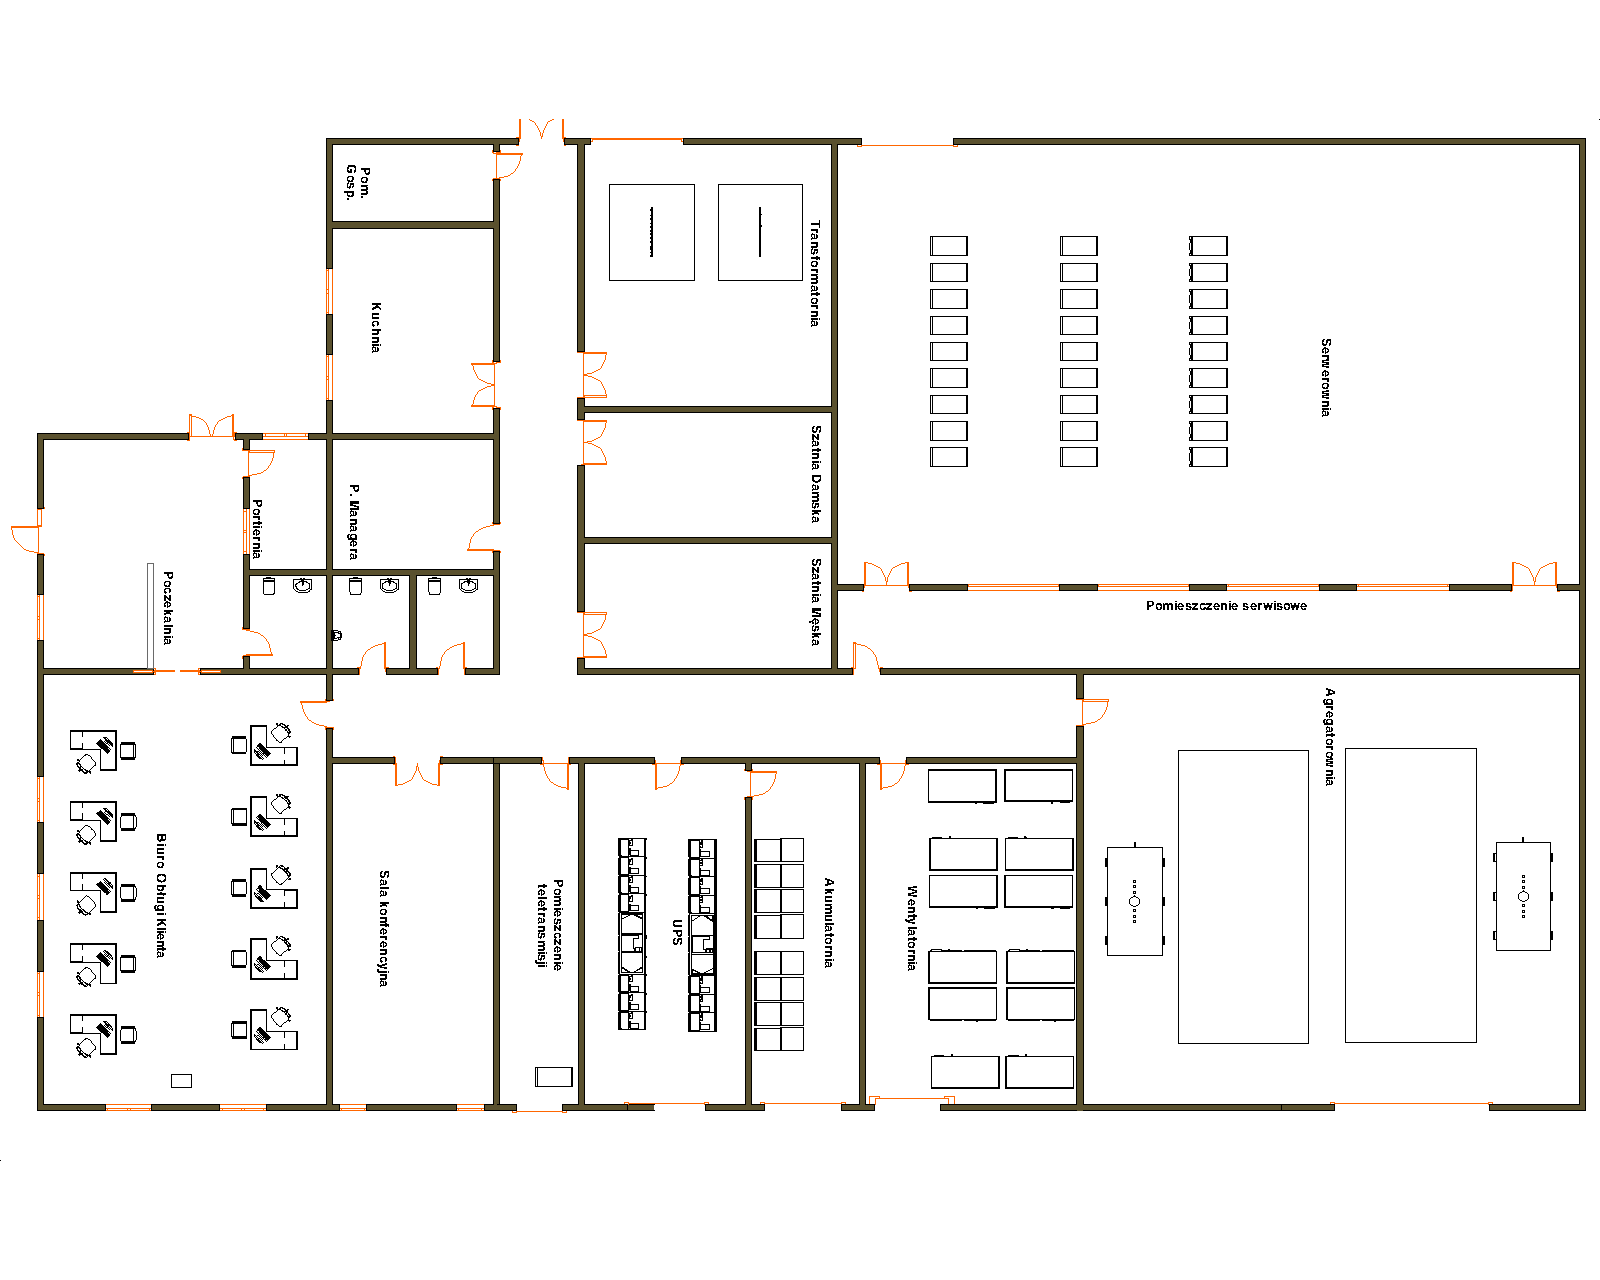 Pom.
Gosp.
Transformatornia
Kuchnia
Serwerownia
Szatnia Damska
P. Managera
Portiernia
Szatnia Męska
Poczekalnia
Pomieszczenie serwisowe
Agregatorownia
Biuro Obługi Klienta
Sala konferencyjna
Pomieszczenie
teletransmisji
UPS
Akumulatornia
Wentylatornia